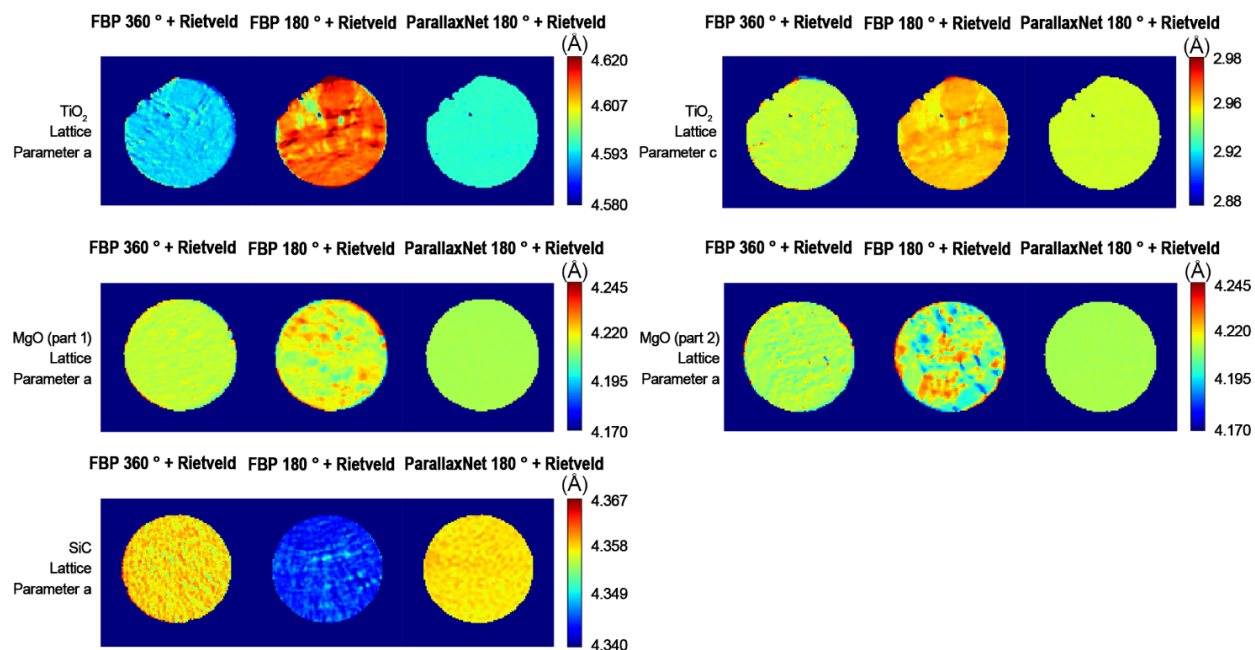 FBP 360 ° + Rietveld FBP 180 ° + Rietveld ParallaxNet 180 ° + Rietveld
(Å)
TiO₂
Lattice
Parameter a
4.620
4.607
4.593
4.580
FBP 360 ° + Rietveld FBP 180 ° + Rietveld ParallaxNet 180 ° + Rietveld
(Å)
TiO₂
Lattice
Parameter c
2.98
2.96
2.92
2.88
FBP 360 ° + Rietveld FBP 180 ° + Rietveld ParallaxNet 180 ° + Rietveld
(Å)
MgO (part 1)
Lattice
Parameter a
4.245
4.220
4.195
4.170
FBP 360 ° + Rietveld FBP 180 ° + Rietveld ParallaxNet 180 ° + Rietveld
(Å)
MgO (part 2)
Lattice
Parameter a
4.245
4.220
4.195
4.170
FBP 360 ° + Rietveld FBP 180 ° + Rietveld ParallaxNet 180 ° + Rietveld
(Å)
SiC
Lattice
Parameter a
4.367
4.358
4.349
4.340